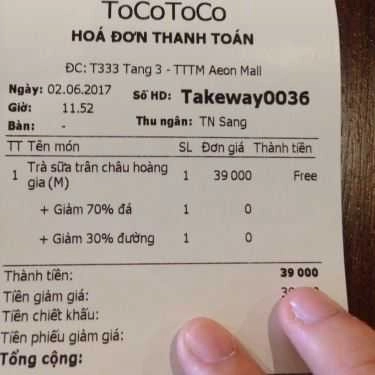 ToCoToCo
HOÁ ĐƠN THANH TOÁN
ĐC: T333 Tang 3 - TTTM Aeon Mall
Ngày: 02.06.2017 Số HD: Takeway0036
Giờ: 11.52
Bàn: - Thu ngân: TN Sang
TT Tên món SL Đơn giá Thành tiền
1 Trà sữa trân châu hoàng gia (M) 1 39 000 Free
+ Giảm 70% đá 1 0
+ Giảm 30% đường 1 0
Thành tiền: 39 000
Tiền giảm giá:
Tiền chiết khấu:
Tiền phiếu giảm giá:
Tổng cộng: